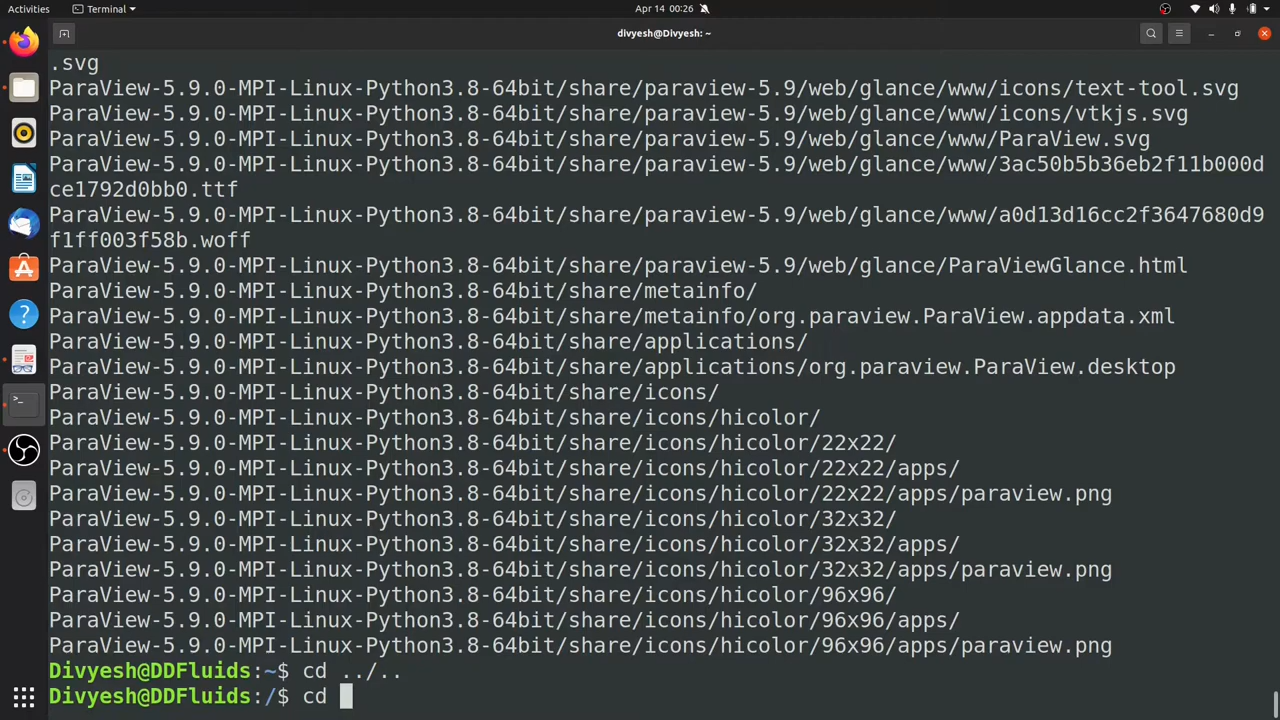 Activities
Terminal
Apr 14 00:26
divyesh@Divyesh: ~
.svg
ParaView-5.9.0-MPI-Linux-Python3.8-64bit/share/paraview-5.9/web/glance/www/icons/text-tool.svg
ParaView-5.9.0-MPI-Linux-Python3.8-64bit/share/paraview-5.9/web/glance/www/icons/vtkjs.svg
ParaView-5.9.0-MPI-Linux-Python3.8-64bit/share/paraview-5.9/web/glance/www/ParaView.svg
ParaView-5.9.0-MPI-Linux-Python3.8-64bit/share/paraview-5.9/web/glance/www/3ac50b5b36eb2f11b000d
ce1792d0bb0.ttf
ParaView-5.9.0-MPI-Linux-Python3.8-64bit/share/paraview-5.9/web/glance/www/a0d13d16cc2f3647680d9
f1ff003f58b.woff
ParaView-5.9.0-MPI-Linux-Python3.8-64bit/share/paraview-5.9/web/glance/ParaViewGlance.html
ParaView-5.9.0-MPI-Linux-Python3.8-64bit/share/metainfo/
ParaView-5.9.0-MPI-Linux-Python3.8-64bit/share/metainfo/org.paraview.ParaView.appdata.xml
ParaView-5.9.0-MPI-Linux-Python3.8-64bit/share/applications/
ParaView-5.9.0-MPI-Linux-Python3.8-64bit/share/applications/org.paraview.ParaView.desktop
ParaView-5.9.0-MPI-Linux-Python3.8-64bit/share/icons/
ParaView-5.9.0-MPI-Linux-Python3.8-64bit/share/icons/hicolor/
ParaView-5.9.0-MPI-Linux-Python3.8-64bit/share/icons/hicolor/22x22/
ParaView-5.9.0-MPI-Linux-Python3.8-64bit/share/icons/hicolor/22x22/apps/
ParaView-5.9.0-MPI-Linux-Python3.8-64bit/share/icons/hicolor/22x22/apps/paraview.png
ParaView-5.9.0-MPI-Linux-Python3.8-64bit/share/icons/hicolor/32x32/
ParaView-5.9.0-MPI-Linux-Python3.8-64bit/share/icons/hicolor/32x32/apps/
ParaView-5.9.0-MPI-Linux-Python3.8-64bit/share/icons/hicolor/32x32/apps/paraview.png
ParaView-5.9.0-MPI-Linux-Python3.8-64bit/share/icons/hicolor/96x96/
ParaView-5.9.0-MPI-Linux-Python3.8-64bit/share/icons/hicolor/96x96/apps/
ParaView-5.9.0-MPI-Linux-Python3.8-64bit/share/icons/hicolor/96x96/apps/paraview.png
Divyesh@DDFluids:~$ cd ../..
Divyesh@DDFluids:/$ cd